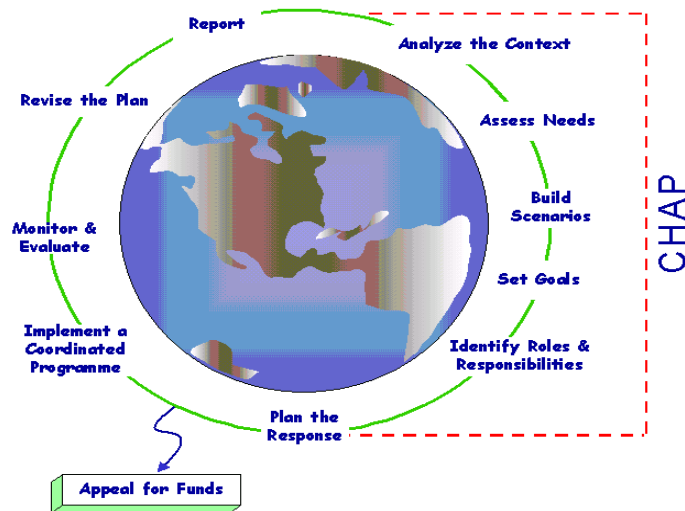 Report
Analyze the Context
Assess Needs
Build
Scenarios
Set Goals
Identify Roles &
Responsibilities
Plan the
Response
Implement a
Coordinated
Programme
Monitor &
Evaluate
Revise the Plan
CHAP
Appeal for Funds